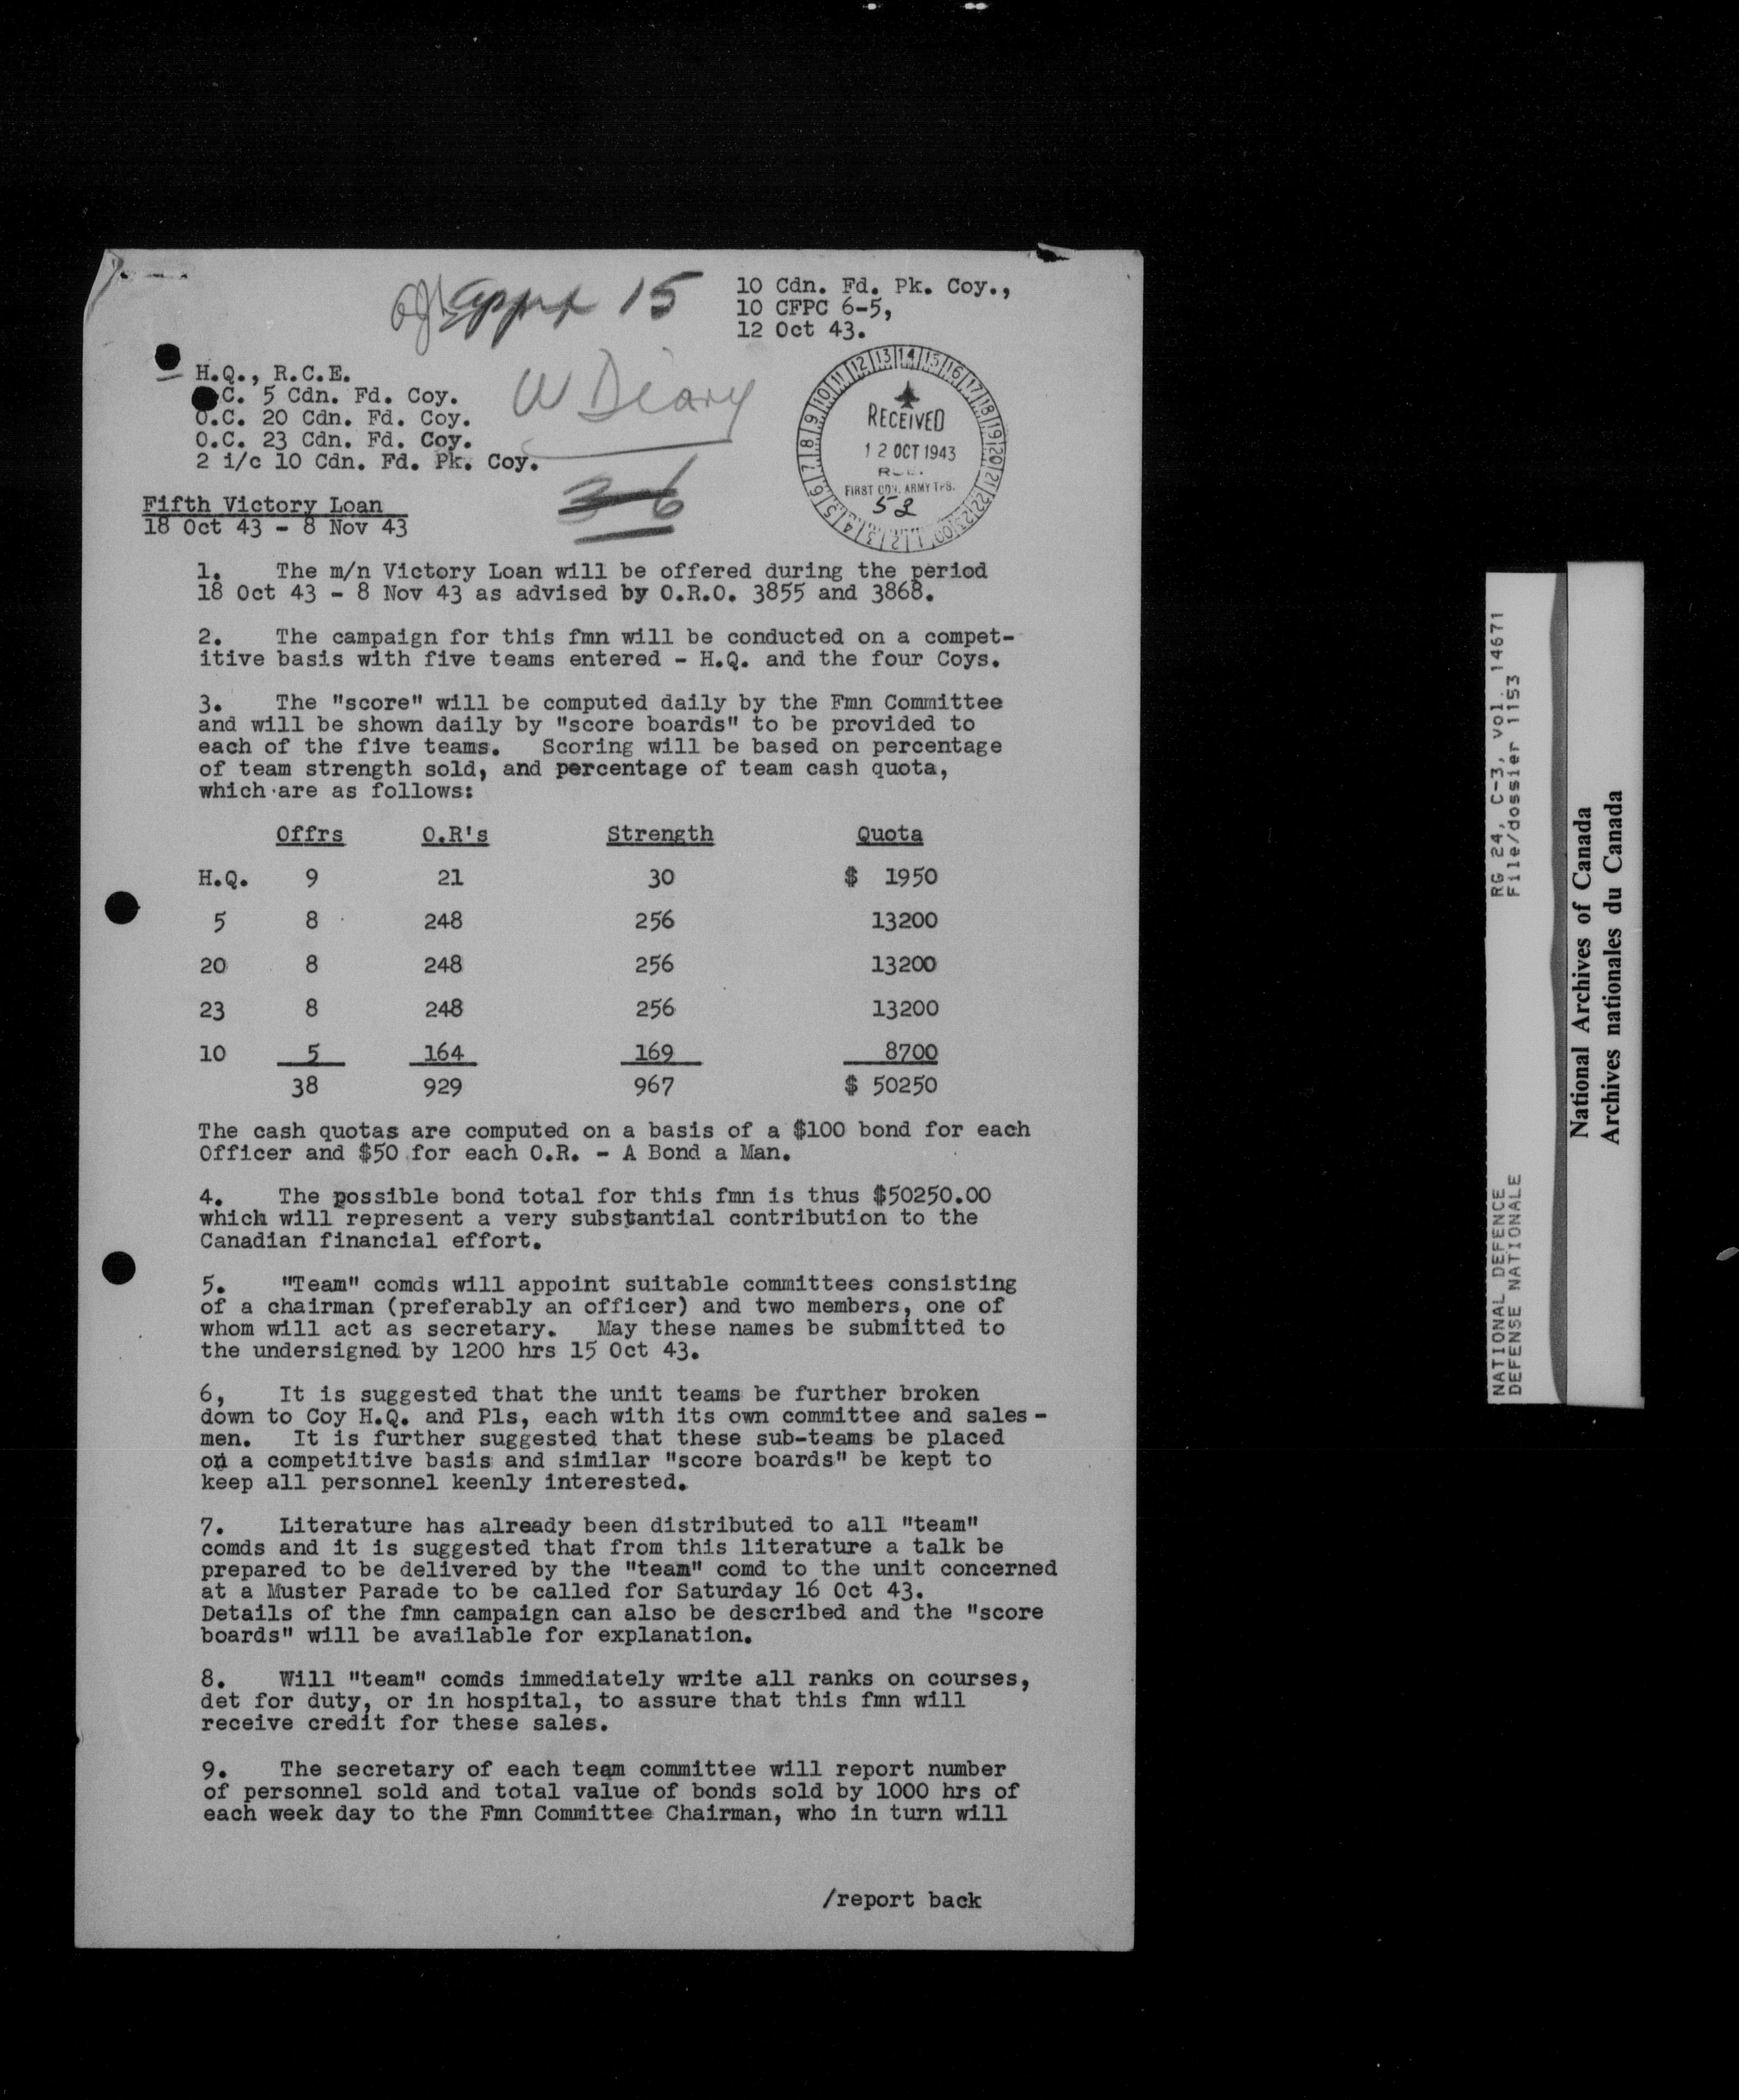 Appx 15
10 Cdn. Fd. Pk. Coy.,
10 CFPC 6-5,
12 Oct 43.
H.Q., R.C.E.
C. 5 Cdn. Fd. Coy.
O.C. 20 Cdn. Fd. Coy.
O.C. 23 Cdn. Fd. Coy.
2 i/c 10 Cdn. Fd. Pk. Coy.
W Diary
3-6
RECEIVED
12 OCT 1943
FIRST CDN. ARMY TPS.
52
Fifth Victory Loan
18 Oct 43 - 8 Nov 43
1. The m/n Victory Loan will be offered during the period
18 Oct 43 - 8 Nov 43 as advised by O.R.O. 3855 and 3868.
2. The campaign for this fmn will be conducted on a compet-
itive basis with five teams entered - H.Q. and the four Coys.
3. The "score" will be computed daily by the Fmn Committee
and will be shown daily by "score boards" to be provided to
each of the five teams. Scoring will be based on percentage
of team strength sold, and percentage of team cash quota,
which are as follows:
Offrs O.R's Strength Quota
H.Q. 9 21 30 $ 1950
5 8 248 256 13200
20 8 248 256 13200
23 8 248 256 13200
10 5 164 169 8700
38 929 967 $ 50250
The cash quotas are computed on a basis of a $100 bond for each
Officer and $50 for each O.R. - A Bond a Man.
4. The possible bond total for this fmn is thus $50250.00
which will represent a very substantial contribution to the
Canadian financial effort.
5. "Team" comds will appoint suitable committees consisting
of a chairman (preferably an officer) and two members, one of
whom will act as secretary. May these names be submitted to
the undersigned by 1200 hrs 15 Oct 43.
6, It is suggested that the unit teams be further broken
down to Coy H.Q. and Pls, each with its own committee and sales-
men. It is further suggested that these sub-teams be placed
on a competitive basis and similar "score boards" be kept to
keep all personnel keenly interested.
7. Literature has already been distributed to all "team"
comds and it is suggested that from this literature a talk be
prepared to be delivered by the "team" comd to the unit concerned
at a Muster Parade to be called for Saturday 16 Oct 43.
Details of the fmn campaign can also be described and the "score
boards" will be available for explanation.
8. Will "team" comds immediately write all ranks on courses,
det for duty, or in hospital, to assure that this fmn will
receive credit for these sales.
9. The secretary of each team committee will report number
of personnel sold and total value of bonds sold by 1000 hrs of
each week day to the Fmn Committee Chairman, who in turn will
/report back
NATIONAL DEFENCE RG 24, C-3, vol. 14671
DEFENSE NATIONALE File/dossier 1153
National Archives of Canada
Archives nationales du Canada